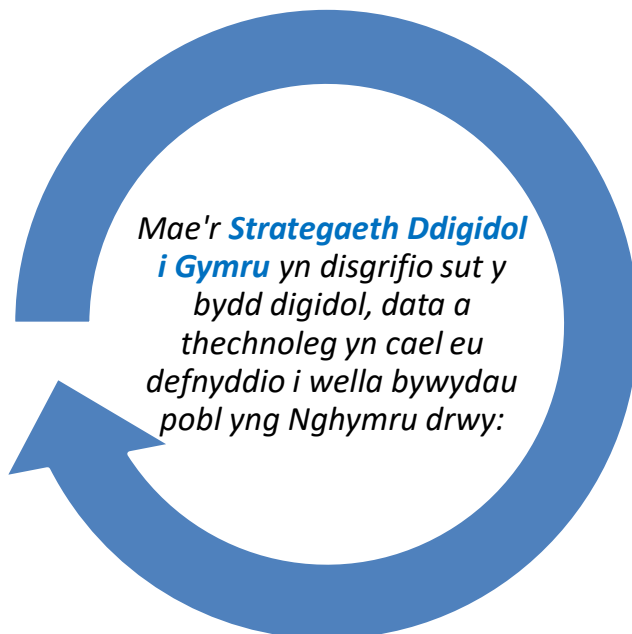 Mae'r Strategaeth Ddigidol
i Gymru yn disgrifio sut y
bydd digidol, data a
thechnoleg yn cael eu
defnyddio i wella bywydau
pobl yng Nghymru drwy: